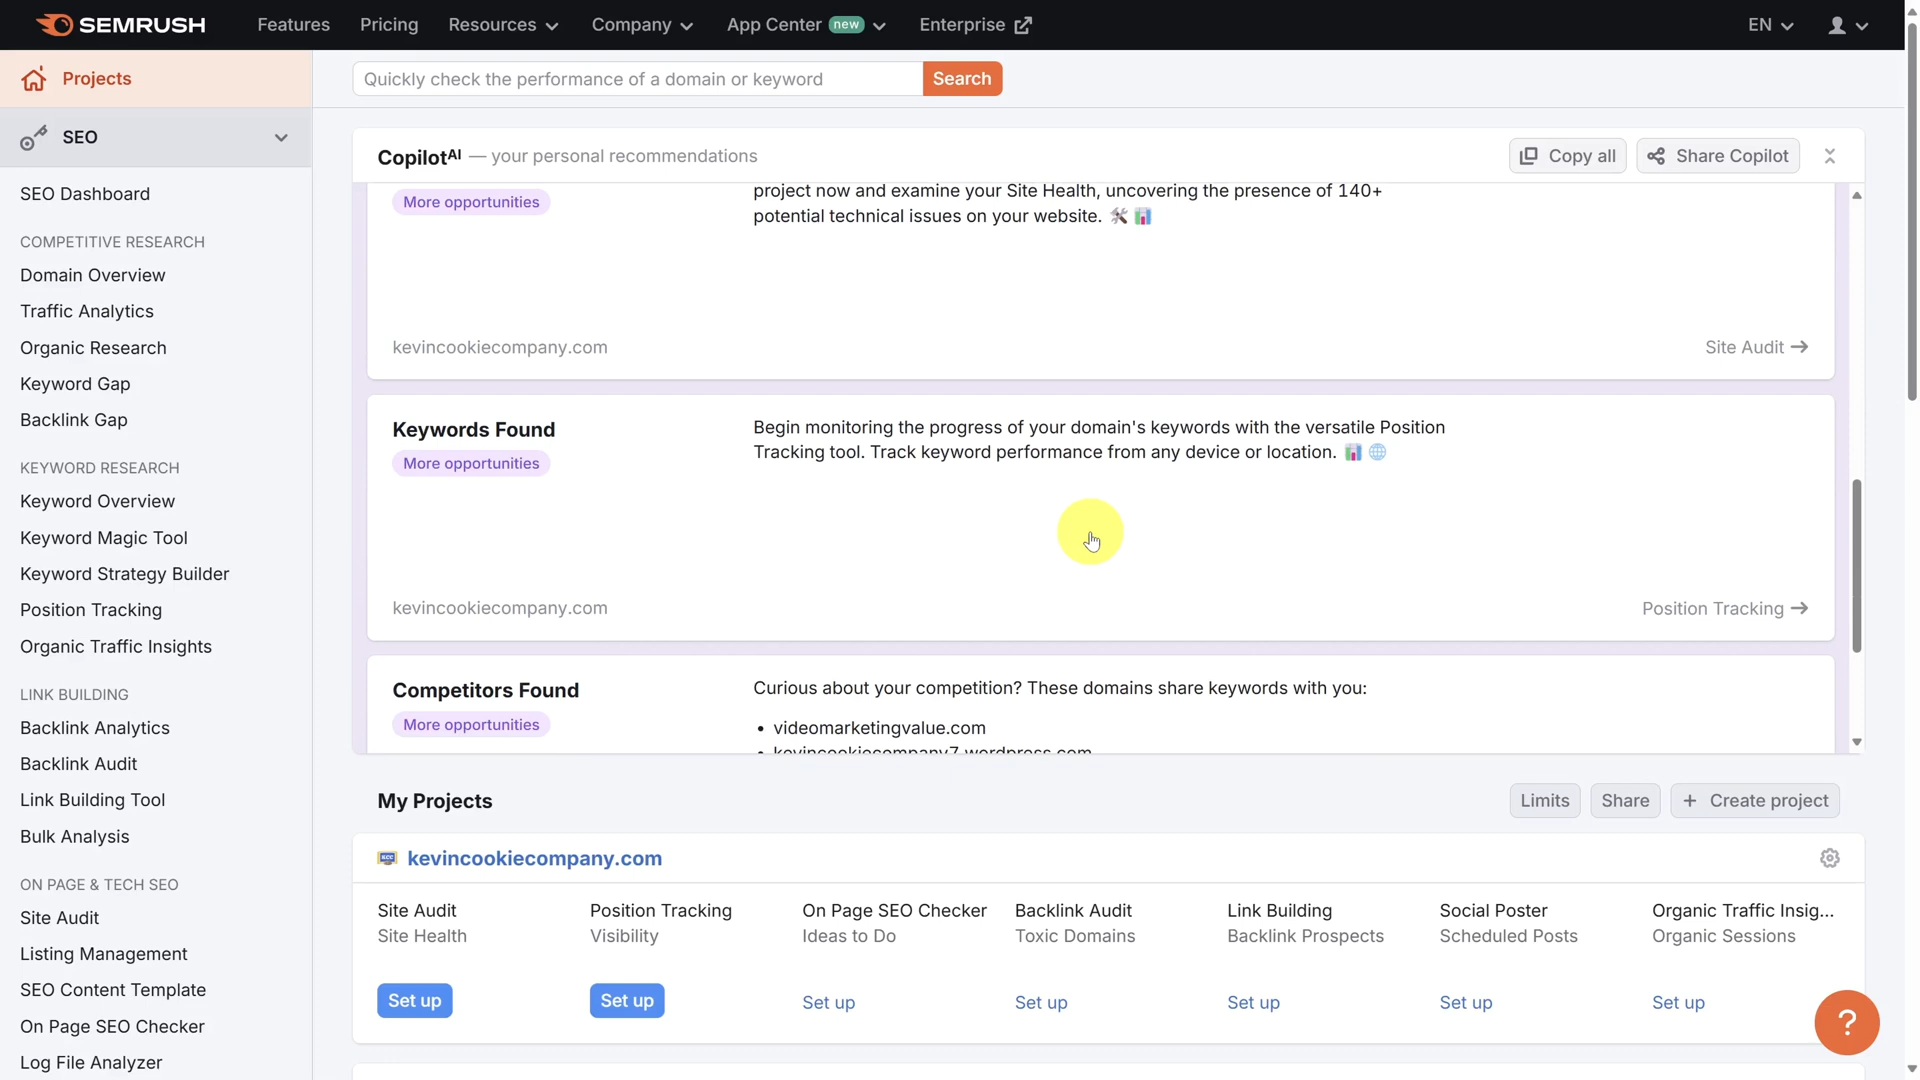 SEMRUSH
Features
Pricing
Resources
Company
App Center new
Enterprise
EN
Projects
Quickly check the performance of a domain or keyword
Search
SEO
SEO Dashboard
COMPETITIVE RESEARCH
Domain Overview
Traffic Analytics
Organic Research
Keyword Gap
Backlink Gap
KEYWORD RESEARCH
Keyword Overview
Keyword Magic Tool
Keyword Strategy Builder
Position Tracking
Organic Traffic Insights
LINK BUILDING
Backlink Analytics
Backlink Audit
Link Building Tool
Bulk Analysis
ON PAGE & TECH SEO
Site Audit
Listing Management
SEO Content Template
On Page SEO Checker
Log File Analyzer
Copilot AI — your personal recommendations
Copy all
Share Copilot
More opportunities
project now and examine your Site Health, uncovering the presence of 140+
potential technical issues on your website. 🛠️ 📊
kevincookiecompany.com
Site Audit →
Keywords Found
More opportunities
Begin monitoring the progress of your domain's keywords with the versatile Position
Tracking tool. Track keyword performance from any device or location. 📊 🌐
kevincookiecompany.com
Position Tracking →
Competitors Found
More opportunities
Curious about your competition? These domains share keywords with you:
• videomarketingvalue.com
• kevincookiecompany7.wordpress.com
My Projects
Limits
Share
+ Create project
KCC
kevincookiecompany.com
Site Audit
Site Health
Set up
Position Tracking
Visibility
Set up
On Page SEO Checker
Ideas to Do
Set up
Backlink Audit
Toxic Domains
Set up
Link Building
Backlink Prospects
Set up
Social Poster
Scheduled Posts
Set up
Organic Traffic Insig...
Organic Sessions
Set up
?